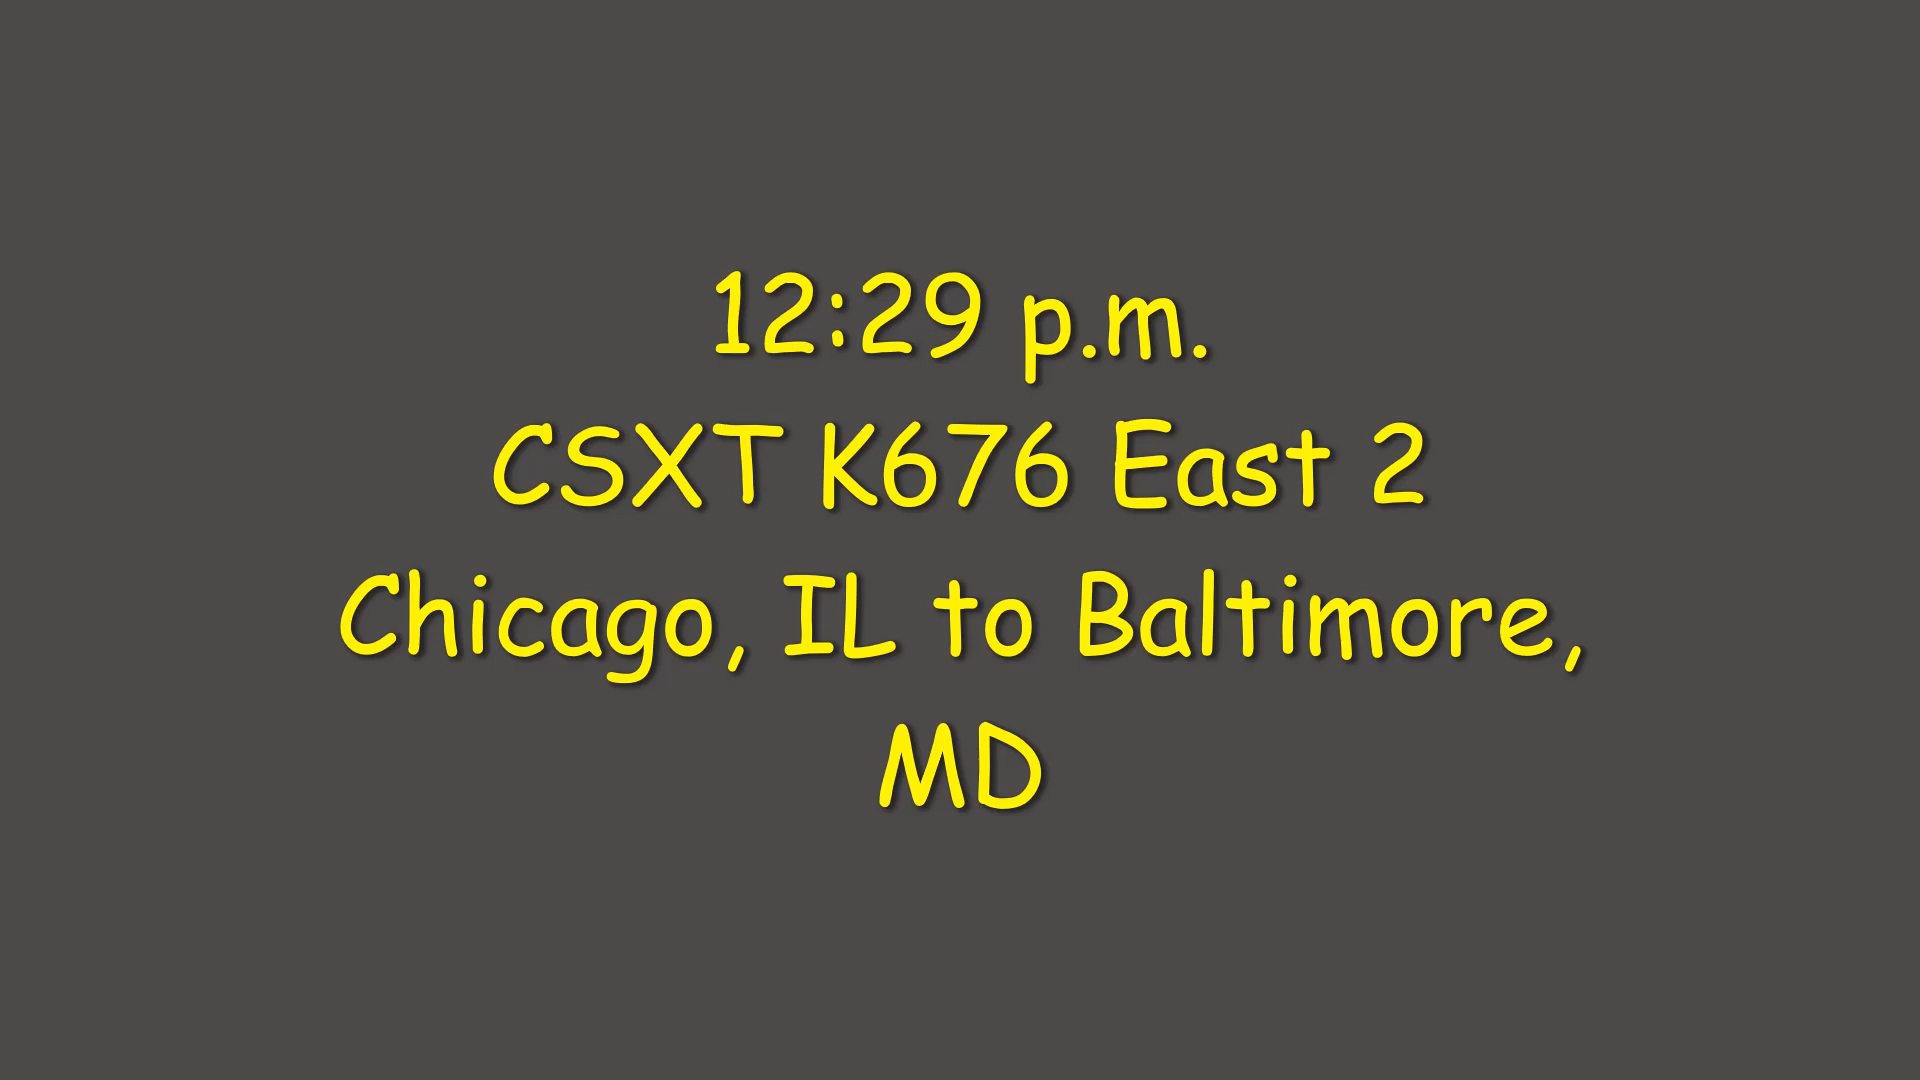 12:29 p.m.
CSXT K676 East 2
Chicago, IL to Baltimore,
MD